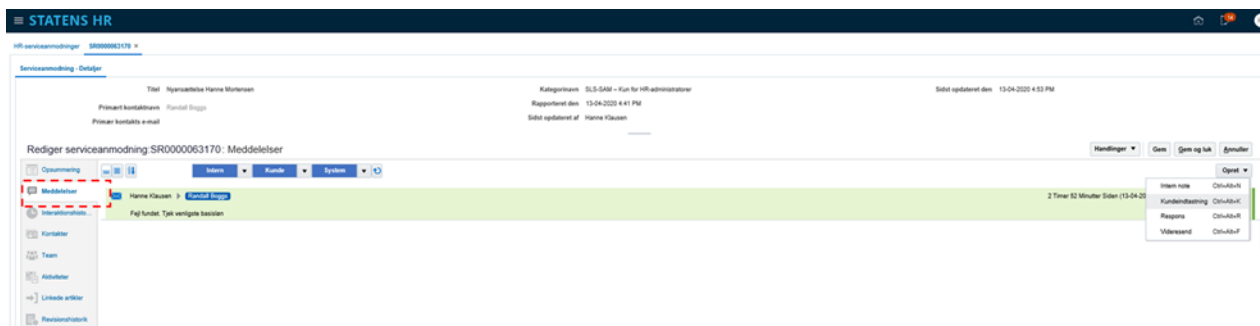 ≡ STATENS HR
HR-serviceanmodninger SR0000063170 ×
Serviceanmodning - Detaljer
Titel Nyansættelse Hanne Mortensen
Kategorinavn SLS-SAM – Kun for HR-administratorer
Sidst opdateret den 13-04-2020 4:53 PM
Primært kontaktnavn Randall Boggs
Rapporteret den 13-04-2020 4:41 PM
Primær kontakts e-mail
Sidst opdateret af Hanne Klausen
Rediger serviceanmodning:SR0000063170: Meddelelser
Handlinger Gem Gem og luk Annuller
Opsummering
Intern Kunde System
Opret
Meddelelser
Hanne Klausen Randall Boggs
2 Timer 52 Minutter Siden (13-04-20
Fejl fundet. Tjek venligste basisløn
Intern note Ctrl+Alt+N
Kundeindtastning Ctrl+Alt+K
Respons Ctrl+Alt+R
Videresend Ctrl+Alt+F
Interaktionshisto...
Kontakter
Team
Aktiviteter
Linkede artikler
Revisionshistorik